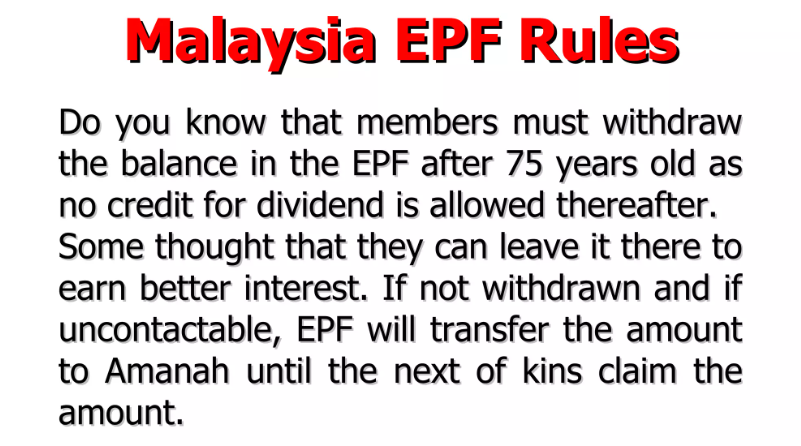 Malaysia EPF Rules
Do you know that members must withdraw
the balance in the EPF after 75 years old as
no credit for dividend is allowed thereafter.
Some thought that they can leave it there to
earn better interest. If not withdrawn and if
uncontactable, EPF will transfer the amount
to Amanah until the next of kins claim the
amount.